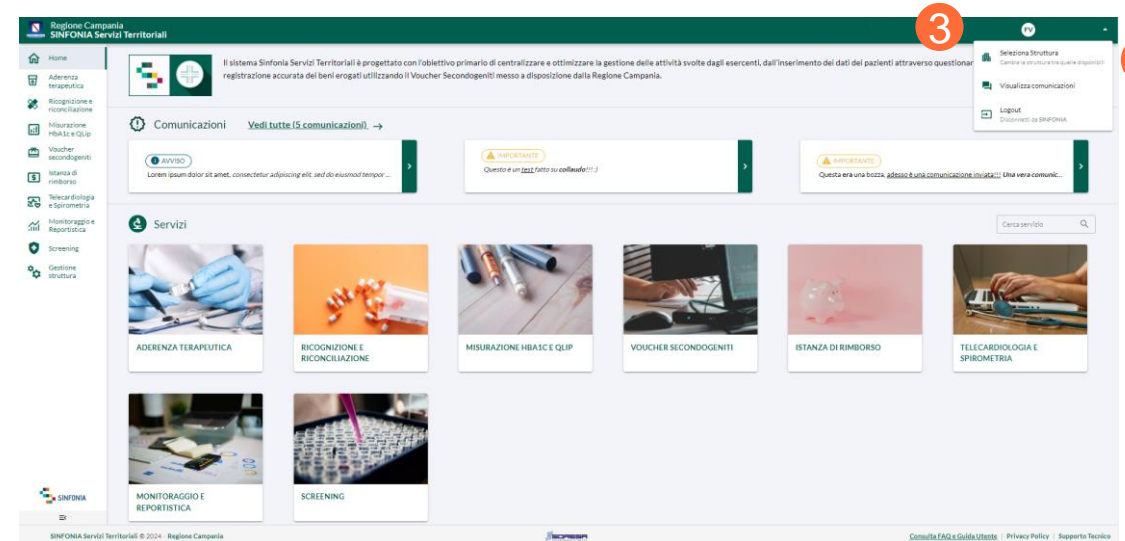 Regione Campania
SINFONIA Servizi Territoriali
3
FV
Home
Aderenza
terapeutica
Ricognizione e
riconciliazione
Misurazione
HbA1c e QLip
Voucher
secondogeniti
Istanza di
rimborso
Telecardiologia
e Spirometria
Monitoraggio e
Reportistica
Screening
Gestione
struttura
SINFONIA
Il sistema Sinfonia Servizi Territoriali è progettato con l'obiettivo primario di centralizzare e ottimizzare la gestione delle attività svolte dagli esercenti, dall'inserimento dei dati dei pazienti attraverso questionar
registrazione accurata dei beni erogati utilizzando il Voucher Secondogeniti messo a disposizione dalla Regione Campania.
Seleziona Struttura
Cambia la struttura tra quelle disponibili
Visualizza comunicazioni
Logout
Disconnetti da SINFONIA
Comunicazioni Vedi tutte (5 comunicazioni) →
AVVISO
Lorem ipsum dolor sit amet, consectetur adipiscing elit, sed do eiusmod tempor ...
IMPORTANTE
Questo è un test fatto su collaudo!!! :)
IMPORTANTE
Questa era una bozza, adesso è una comunicazione inviata!!! Una vera comunic...
Servizi
Cerca servizio
ADERENZA TERAPEUTICA
RICOGNIZIONE E
RICONCILIAZIONE
MISURAZIONE HBA1C E QLIP
VOUCHER SECONDOGENITI
ISTANZA DI RIMBORSO
TELECARDIOLOGIA E
SPIROMETRIA
MONITORAGGIO E
REPORTISTICA
SCREENING
SINFONIA Servizi Territoriali © 2024 - Regione Campania
SORESA
Consulta FAQ e Guida Utente | Privacy Policy | Supporto Tecnico